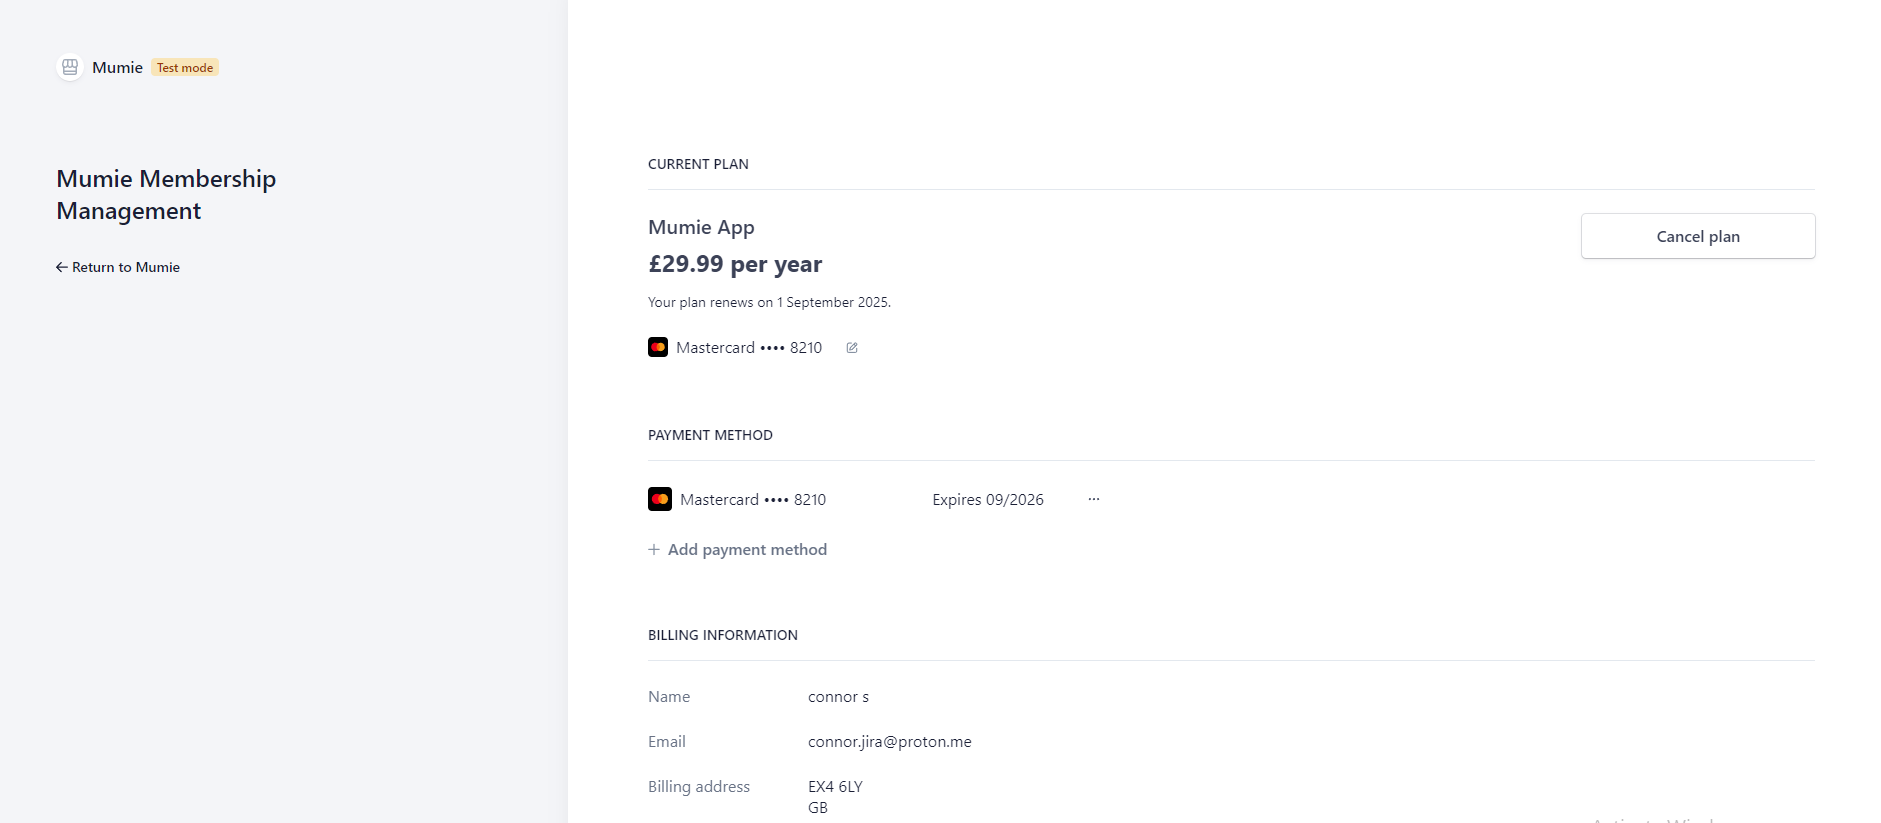 Mumie Test mode
Mumie Membership
Management
← Return to Mumie
CURRENT PLAN
Mumie App
£29.99 per year
Your plan renews on 1 September 2025.
Mastercard •••• 8210
Cancel plan
PAYMENT METHOD
Mastercard •••• 8210 Expires 09/2026 ···
+ Add payment method
BILLING INFORMATION
Name connor s
Email connor.jira@proton.me
Billing address EX4 6LY
GB